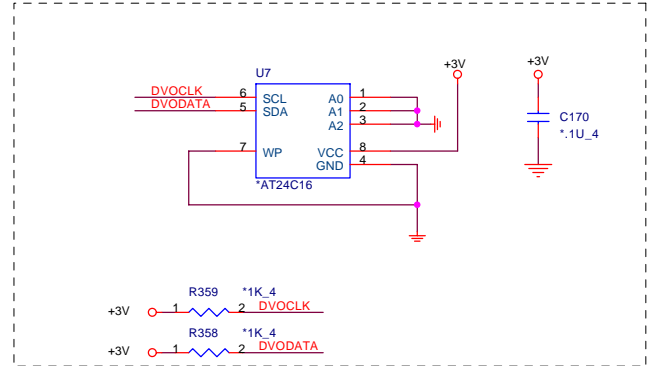 +3V
+3V
U7
DVOCLK 6 SCL A0 1
DVODATA 5 SDA A1 2
A2 3
C170
*.1U_4
7 WP VCC 8
GND 4
*AT24C16
R359 *1K_4
+3V 1 2 DVOCLK
R358 *1K_4
+3V 1 2 DVODATA